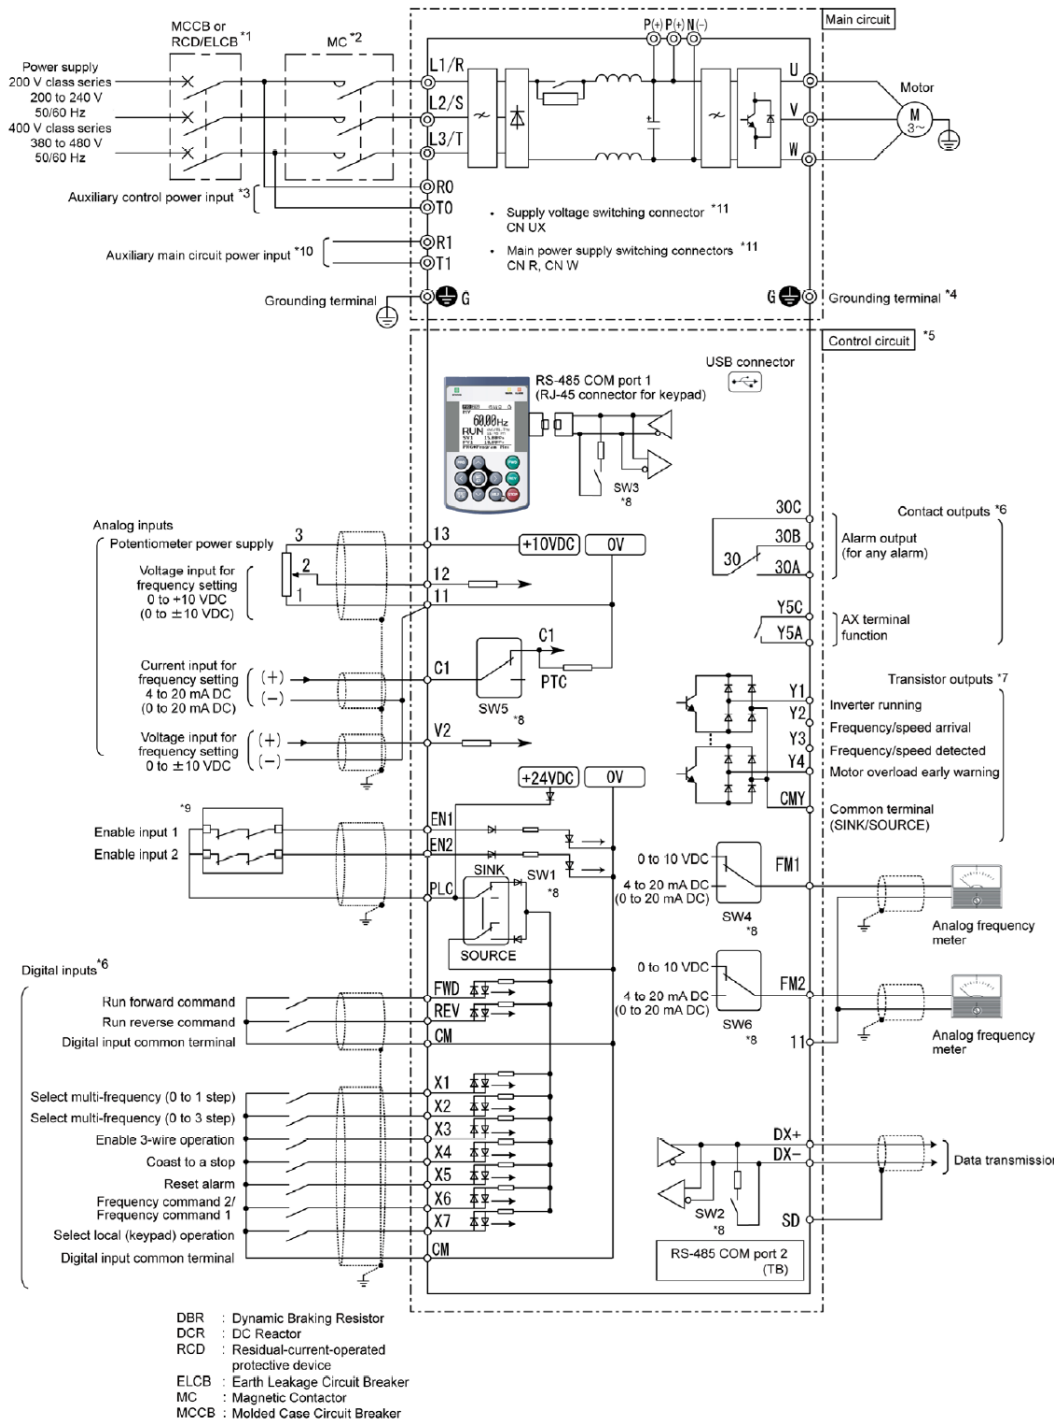 Main circuit
P(+) P(+) N(-)
MCCB or
RCD/ELCB *1
MC *2
Power supply
200 V class series
200 to 240 V
50/60 Hz
400 V class series
380 to 480 V
50/60 Hz
L1/R
L2/S
L3/T
U
V
W
Motor
M
3~
Auxiliary control power input *3
R0
T0
• Supply voltage switching connector *11
CN UX
• Main power supply switching connectors *11
CN R, CN W
Auxiliary main circuit power input *10
R1
T1
Grounding terminal
G
G
Grounding terminal *4
Control circuit *5
USB connector
RS-485 COM port 1
(RJ-45 connector for keypad)
60.00Hz
RUN
SW3
*8
Analog inputs
Potentiometer power supply
3
13
+10VDC
0V
Voltage input for
frequency setting
0 to +10 VDC
(0 to ±10 VDC)
2
12
1
11
Current input for
frequency setting
4 to 20 mA DC
(0 to 20 mA DC)
(+)
(−)
C1
C1
PTC
SW5
*8
Voltage input for
frequency setting
0 to ±10 VDC
(+)
(−)
V2
30C
Contact outputs *6
30B
30
30A
Alarm output
(for any alarm)
Y5C
Y5A
AX terminal
function
Transistor outputs *7
Y1
Inverter running
Y2
Frequency/speed arrival
Y3
Frequency/speed detected
Y4
Motor overload early warning
CMY
Common terminal
(SINK/SOURCE)
+24VDC
0V
*9
Enable input 1
EN1
Enable input 2
EN2
PLC
SINK
SW1
*8
SOURCE
0 to 10 VDC
4 to 20 mA DC
(0 to 20 mA DC)
FM1
SW4
*8
Analog frequency
meter
0 to 10 VDC
4 to 20 mA DC
(0 to 20 mA DC)
FM2
SW6
*8
11
Analog frequency
meter
Digital inputs *6
Run forward command
FWD
Run reverse command
REV
Digital input common terminal
CM
Select multi-frequency (0 to 1 step)
X1
Select multi-frequency (0 to 3 step)
X2
Enable 3-wire operation
X3
Coast to a stop
X4
Reset alarm
X5
Frequency command 2/
Frequency command 1
X6
Select local (keypad) operation
X7
Digital input common terminal
CM
DX+
DX−
Data transmission
SW2
*8
SD
RS-485 COM port 2
(TB)
DBR : Dynamic Braking Resistor
DCR : DC Reactor
RCD : Residual-current-operated
protective device
ELCB : Earth Leakage Circuit Breaker
MC : Magnetic Contactor
MCCB : Molded Case Circuit Breaker